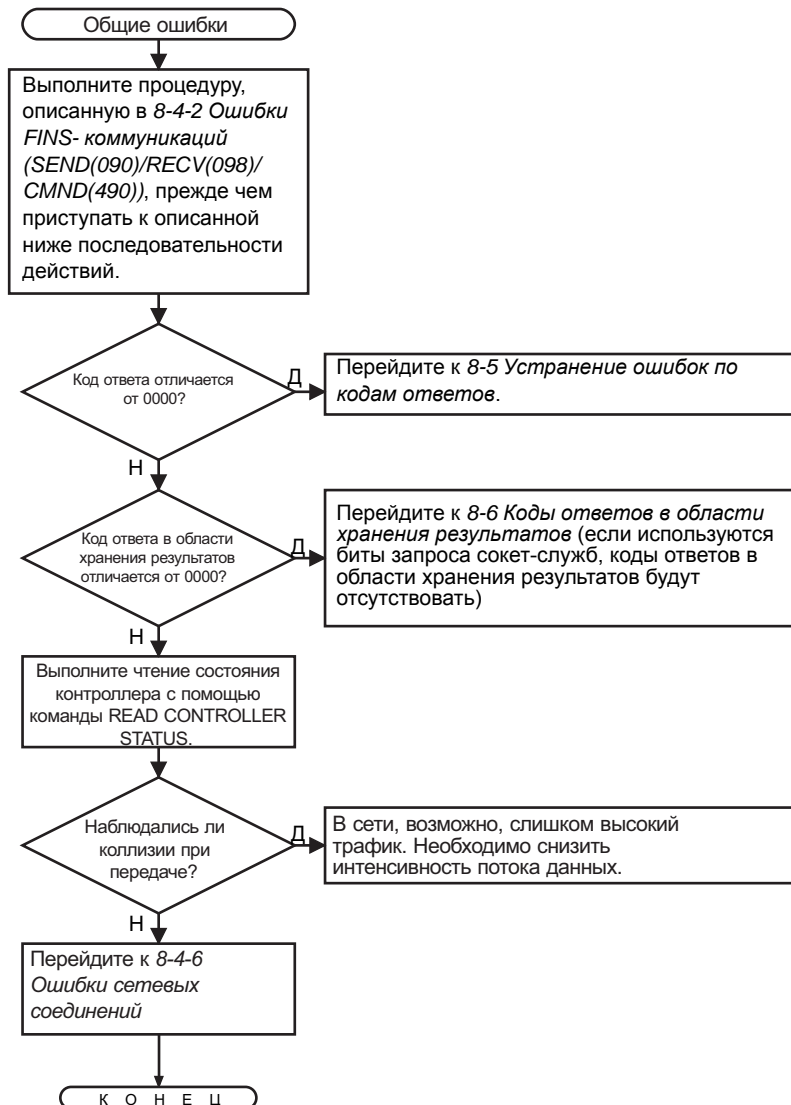 Общие ошибки
Выполните процедуру,
описанную в 8-4-2 Ошибки
FINS- коммуникаций
(SEND(090)/RECV(098)/
CMND(490)), прежде чем
приступать к описанной
ниже последовательности
действий.
Код ответа отличается
от 0000?
Д
Перейдите к 8-5 Устранение ошибок по
кодам ответов.
Н
Код ответа в области
хранения результатов
отличается от 0000?
Д
Перейдите к 8-6 Коды ответов в области
хранения результатов (если используются
биты запроса сокет-служб, коды ответов в
области хранения результатов будут
отсутствовать)
Н
Выполните чтение состояния
контроллера с помощью
команды READ CONTROLLER
STATUS.
Наблюдались ли
коллизии при
передаче?
Д
В сети, возможно, слишком высокий
трафик. Необходимо снизить
интенсивность потока данных.
Н
Перейдите к 8-4-6
Ошибки сетевых
соединений
К О Н Е Ц